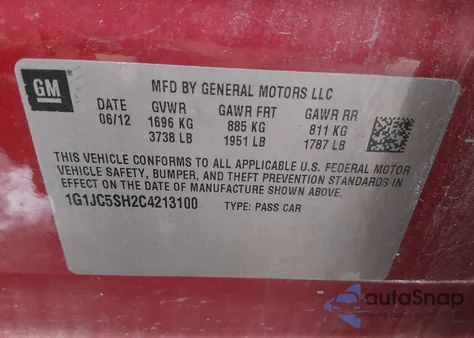 GM
MFD BY GENERAL MOTORS LLC
DATE GVWR GAWR FRT GAWR RR
06/12 1696 KG 885 KG 811 KG
3738 LB 1951 LB 1787 LB
THIS VEHICLE CONFORMS TO ALL APPLICABLE U.S. FEDERAL MOTOR
VEHICLE SAFETY, BUMPER, AND THEFT PREVENTION STANDARDS IN
EFFECT ON THE DATE OF MANUFACTURE SHOWN ABOVE.
1G1JC5SH2C4213100 TYPE: PASS CAR
autoSnap